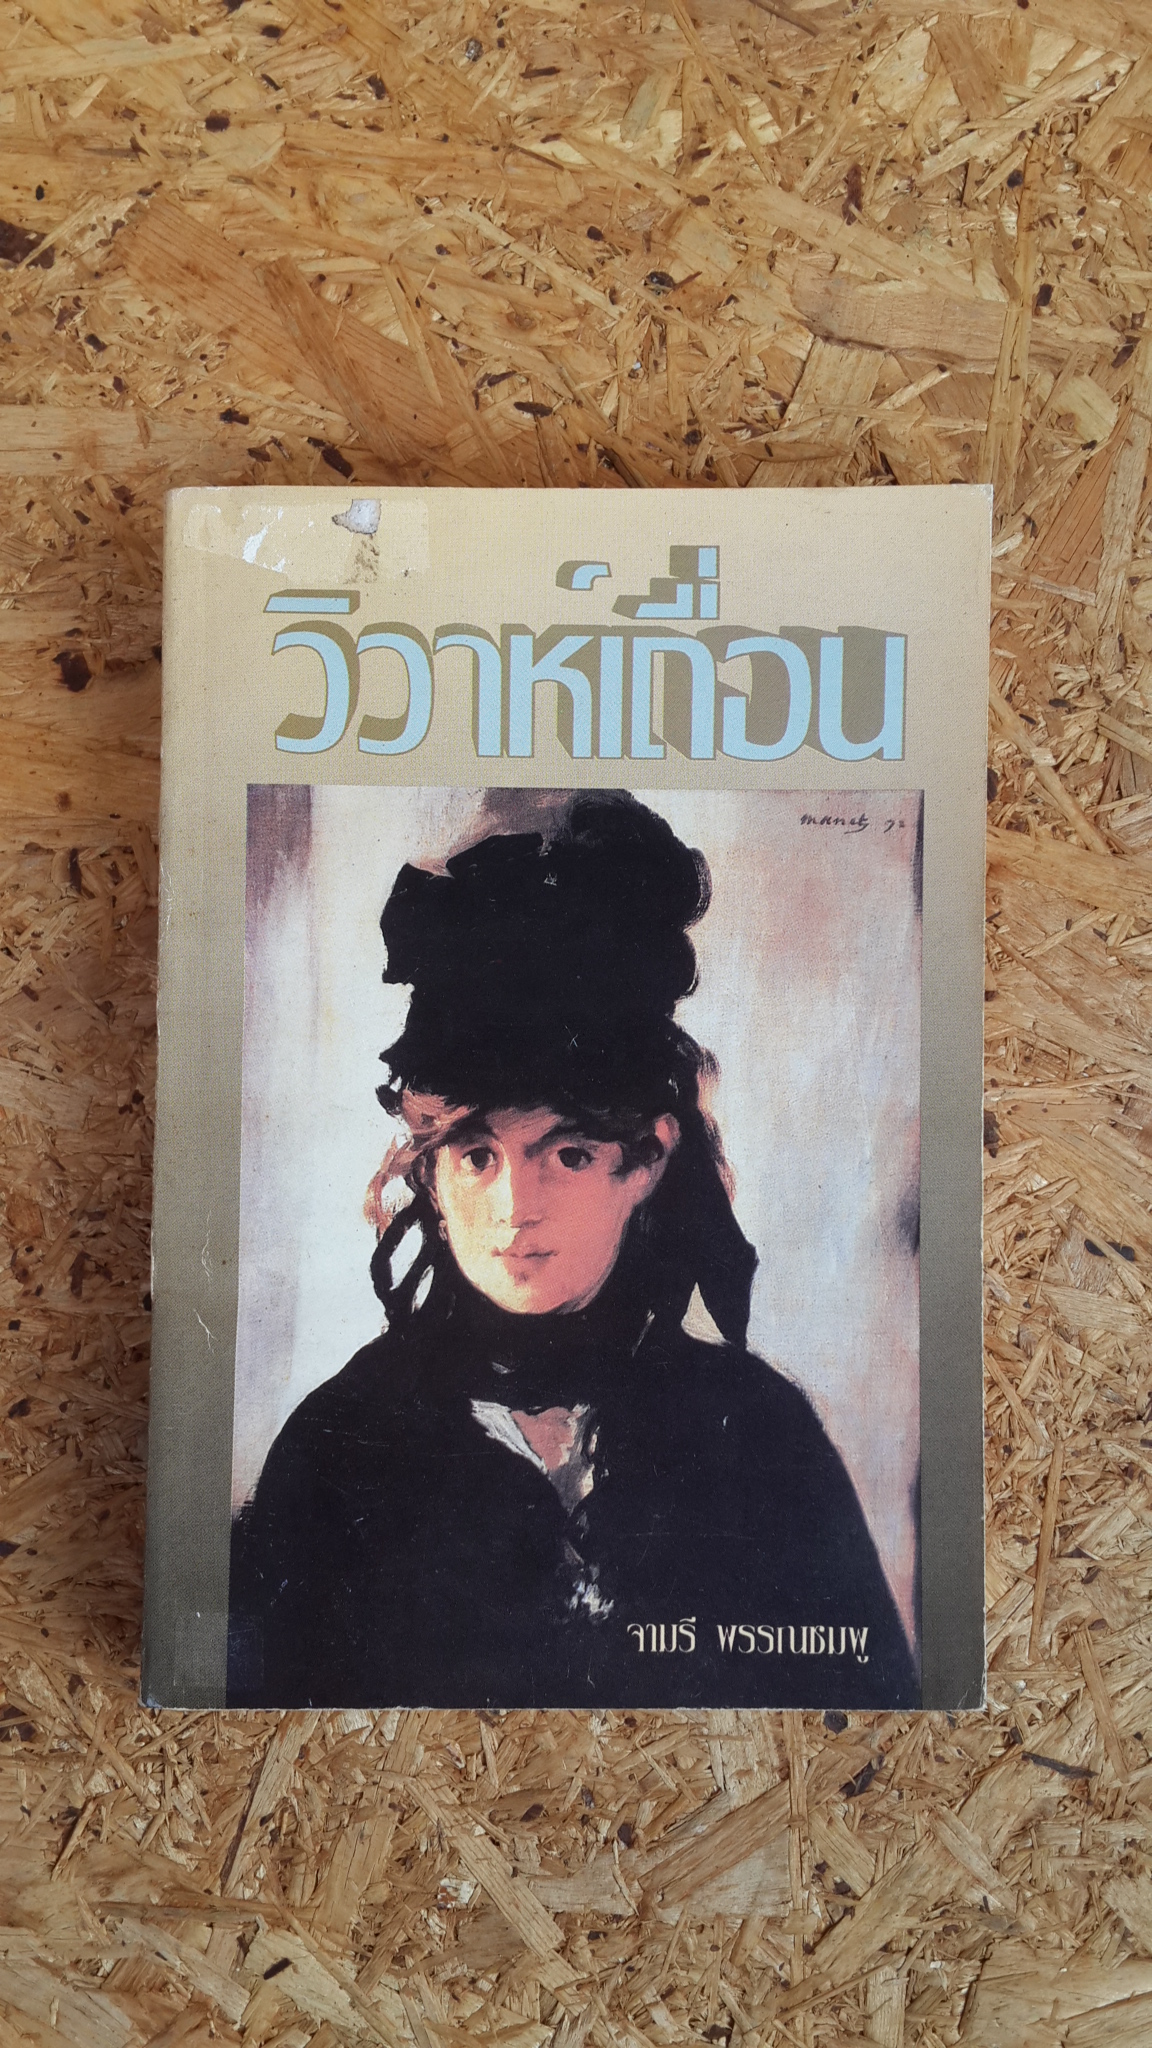 วิวาห์เถื่อน
manet 72
จามรี พรรณชมพู